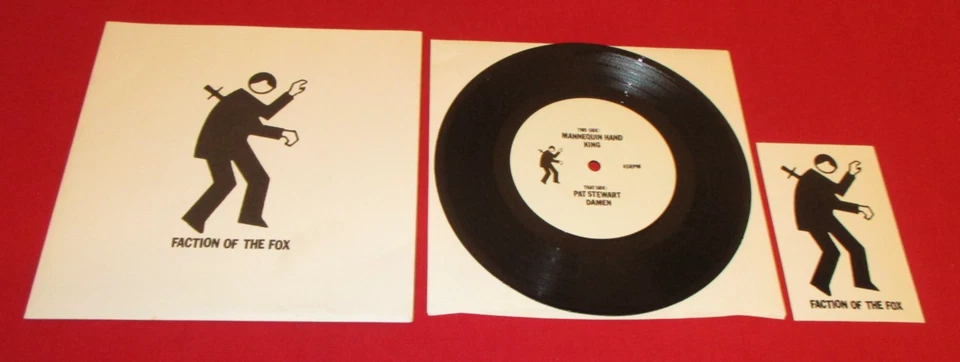 FACTION OF THE FOX
THIS SIDE:
MANNEQUIN HAND
KING
45RPM
THAT SIDE:
PAT STEWART
DAMEN
FACTION OF THE FOX